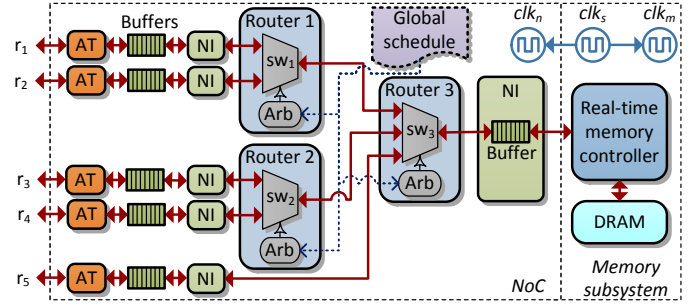 Buffers
Router 1
Global
schedule
clkn
clks
clkm
r1
AT
NI
sw1
r2
AT
NI
Arb
Router 3
NI
sw3
Buffer
Real-time
memory
controller
Router 2
r3
AT
NI
sw2
Arb
r4
AT
NI
Arb
DRAM
r5
AT
NI
NoC
Memory
subsystem